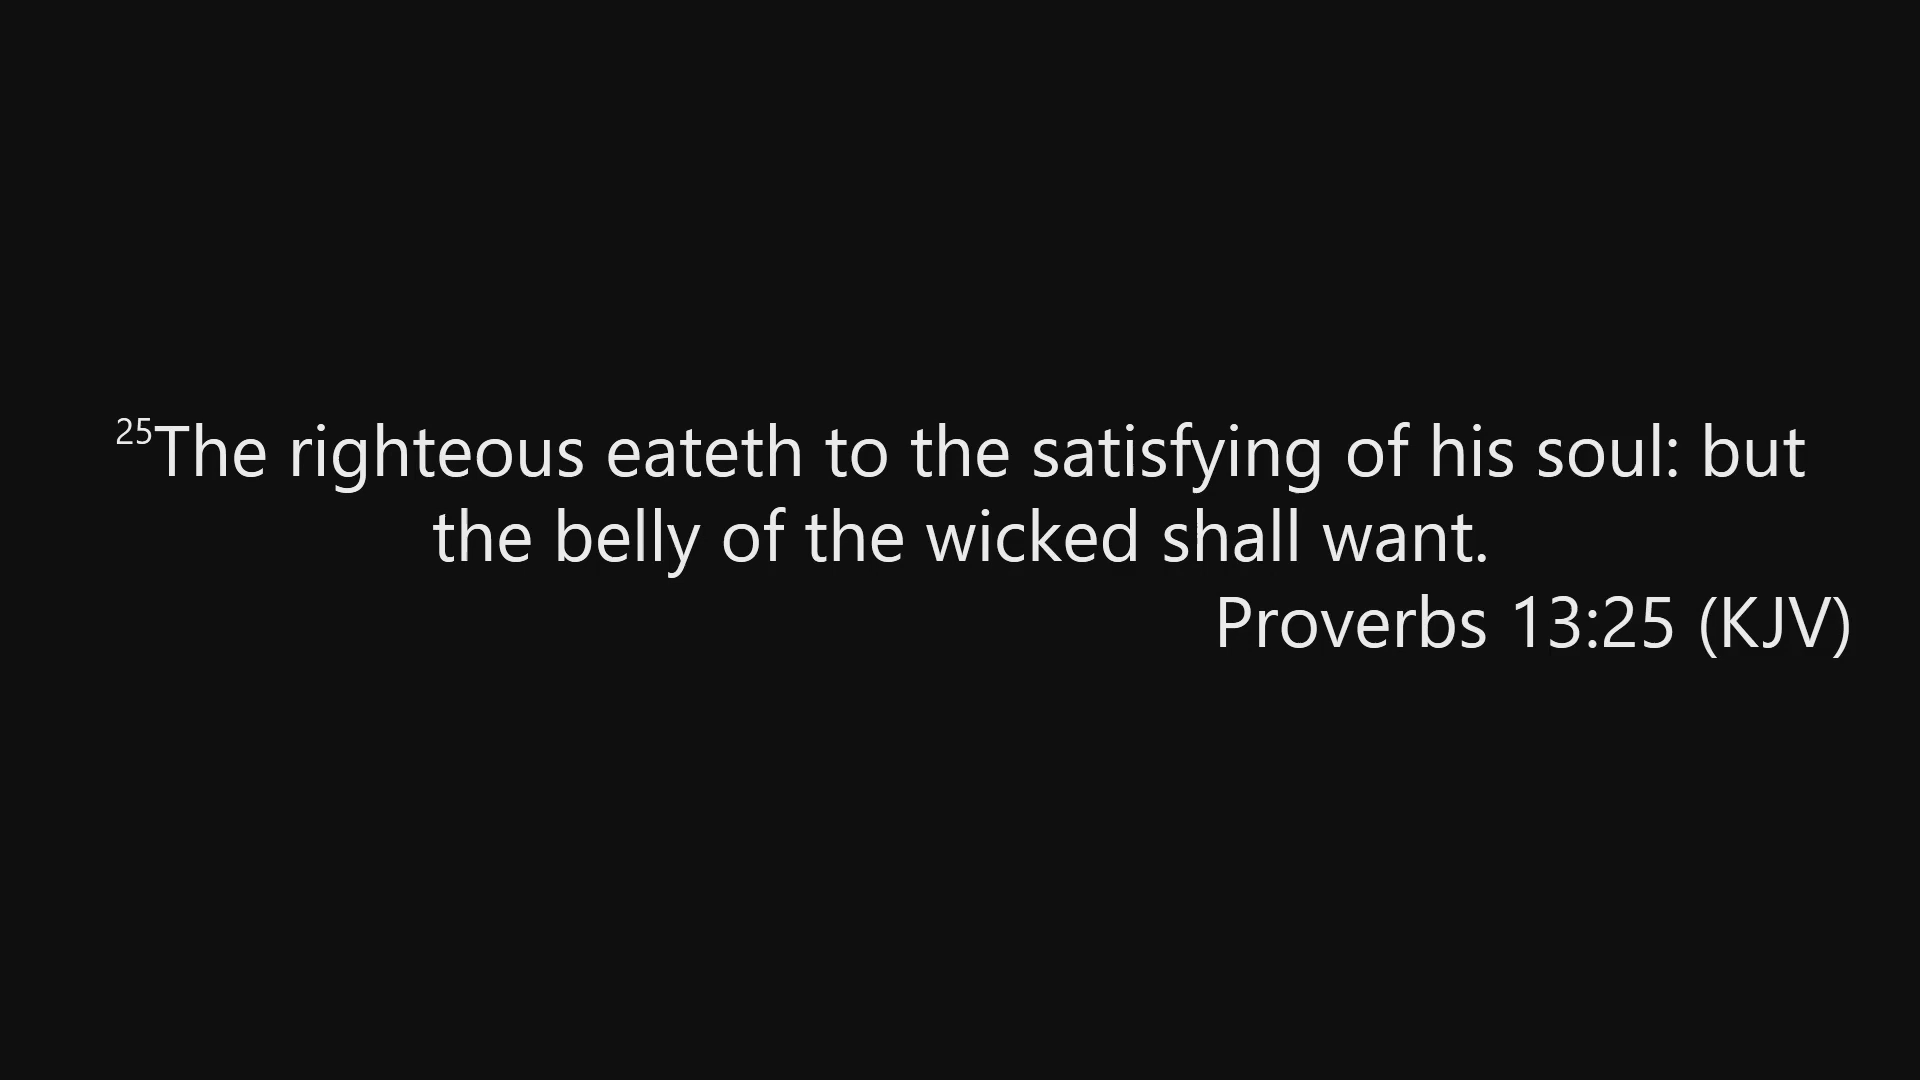 25The righteous eateth to the satisfying of his soul: but
the belly of the wicked shall want.
Proverbs 13:25 (KJV)